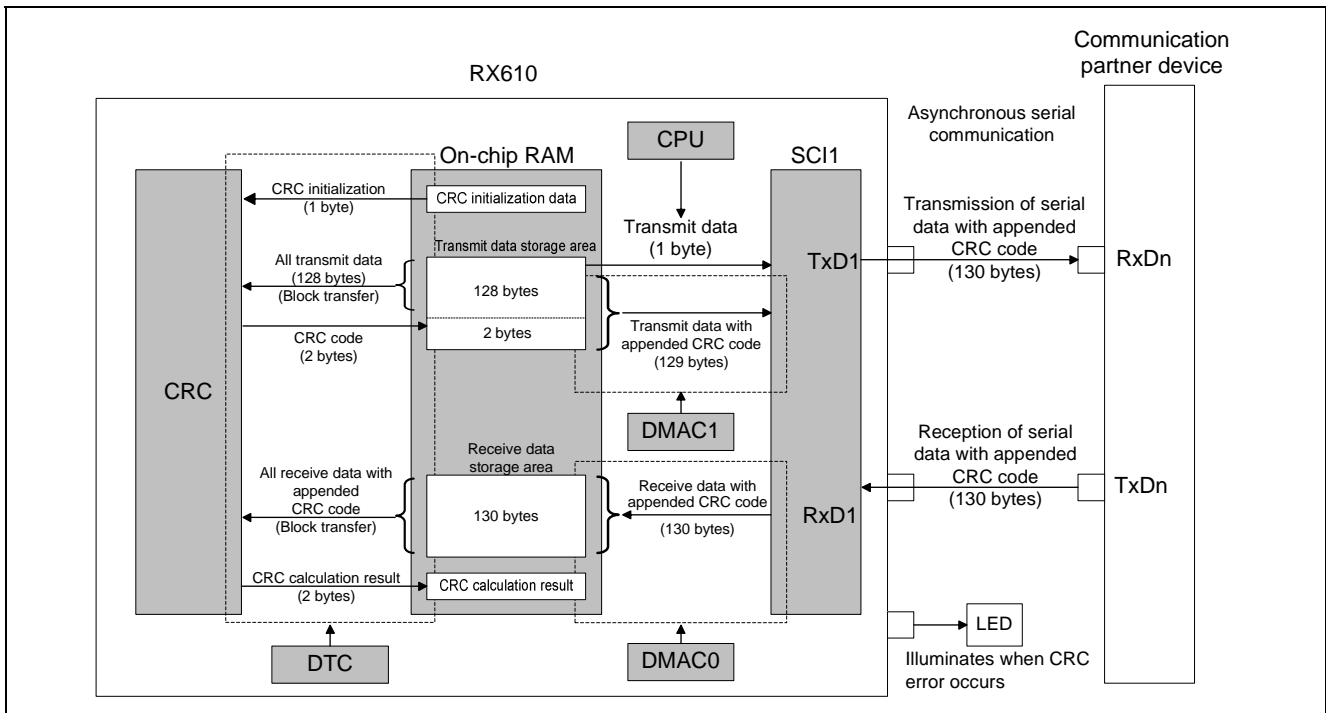 Communication
partner device
RX610
Asynchronous serial
communication
CPU
On-chip RAM
SCI1
CRC initialization
(1 byte)
CRC initialization data
Transmit data
(1 byte)
Transmission of serial
data with appended
CRC code
(130 bytes)
Transmit data storage area
All transmit data
(128 bytes)
(Block transfer)
128 bytes
TxD1
RxDn
2 bytes
CRC code
(2 bytes)
Transmit data with
appended CRC code
(129 bytes)
CRC
DMAC1
Receive data
storage area
Reception of serial
data with appended
CRC code
(130 bytes)
All receive data with
appended
CRC code
(Block transfer)
130 bytes
Receive data with
appended CRC code
(130 bytes)
RxD1
TxDn
CRC calculation result
(2 bytes)
CRC calculation result
LED
Illuminates when CRC
error occurs
DTC
DMAC0